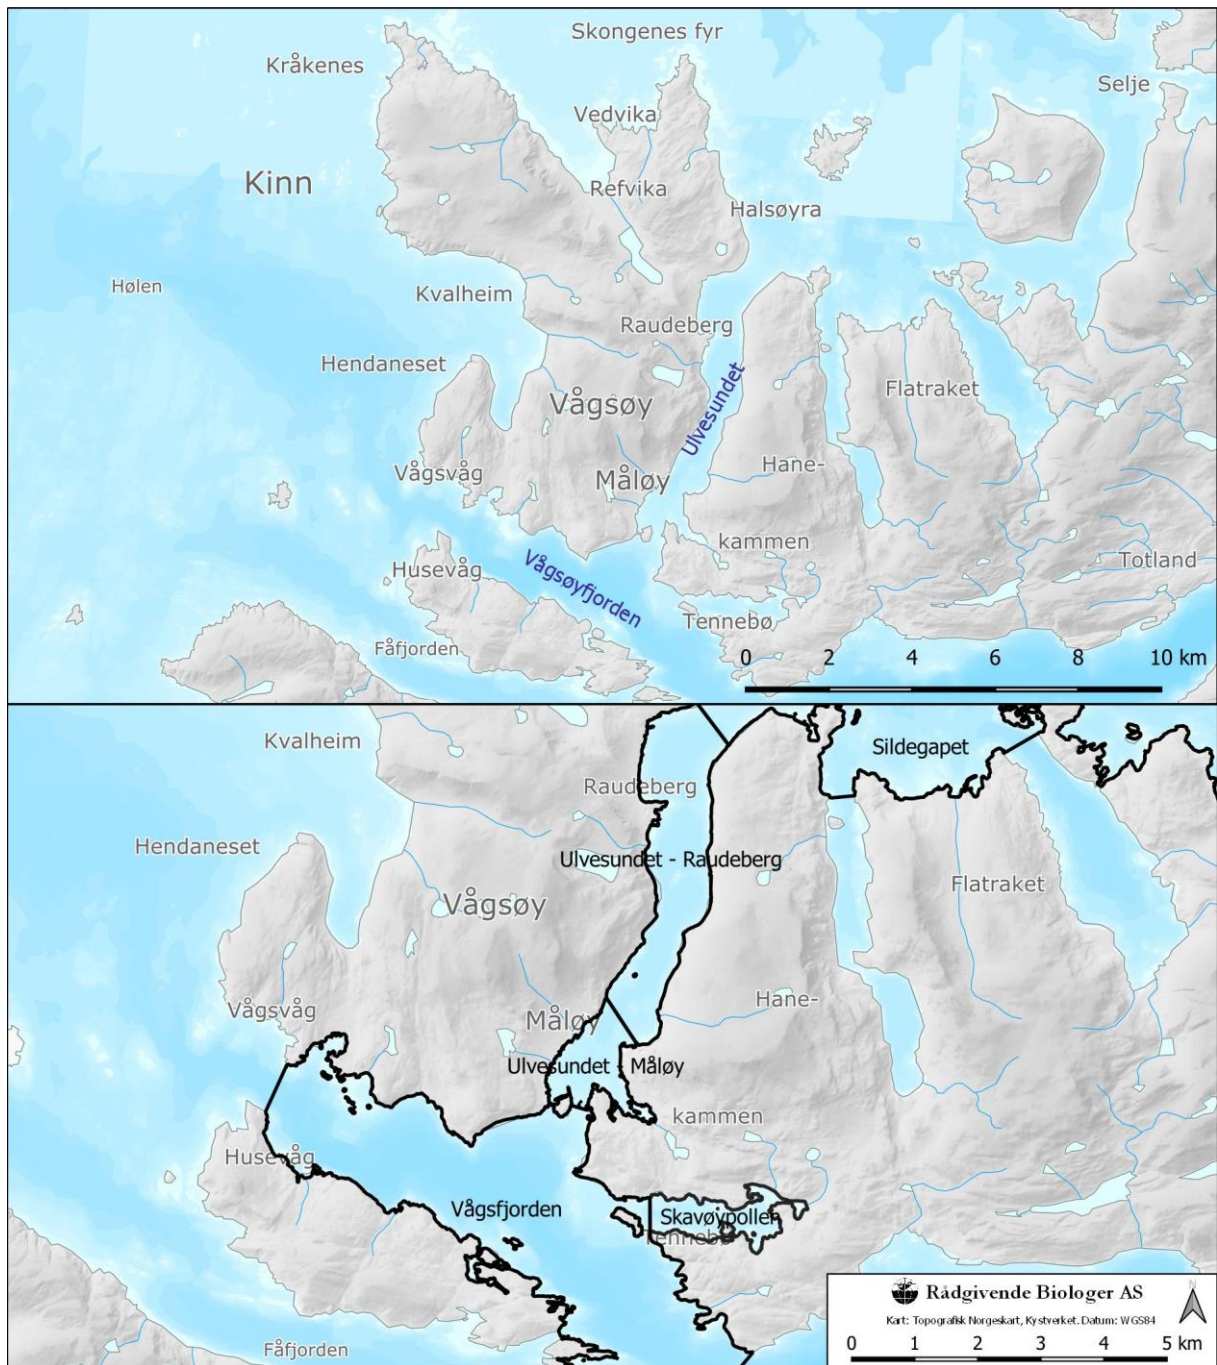 Skongenes fyr
Kråkenes
Selje
Vedvika
Kinn
Refvika
Halsøyra
Hølen
Kvalheim
Raudeberg
Hendaneset
Flatraket
Vågsøy
Ulvesundet
Hane-
Vågsvåg
Måløy
kammen
Totland
Husevåg
Vågsøyfjorden
Tennebø
Fåfjorden
0 2 4 6 8 10 km
Kvalheim
Sildegapet
Raudeberg
Hendaneset
Ulvesundet - Raudeberg
Flatraket
Vågsøy
Hane-
Vågsvåg
Måløy
Ulvesundet - Måløy
kammen
Husevåg
Vågsfjorden
Skavøypollen
Tennebø
Fåfjorden
N
Rådgivende Biologer AS
Kart: Topografisk Norgeskart, Kystverket. Datum: WGS84
0 1 2 3 4 5 km